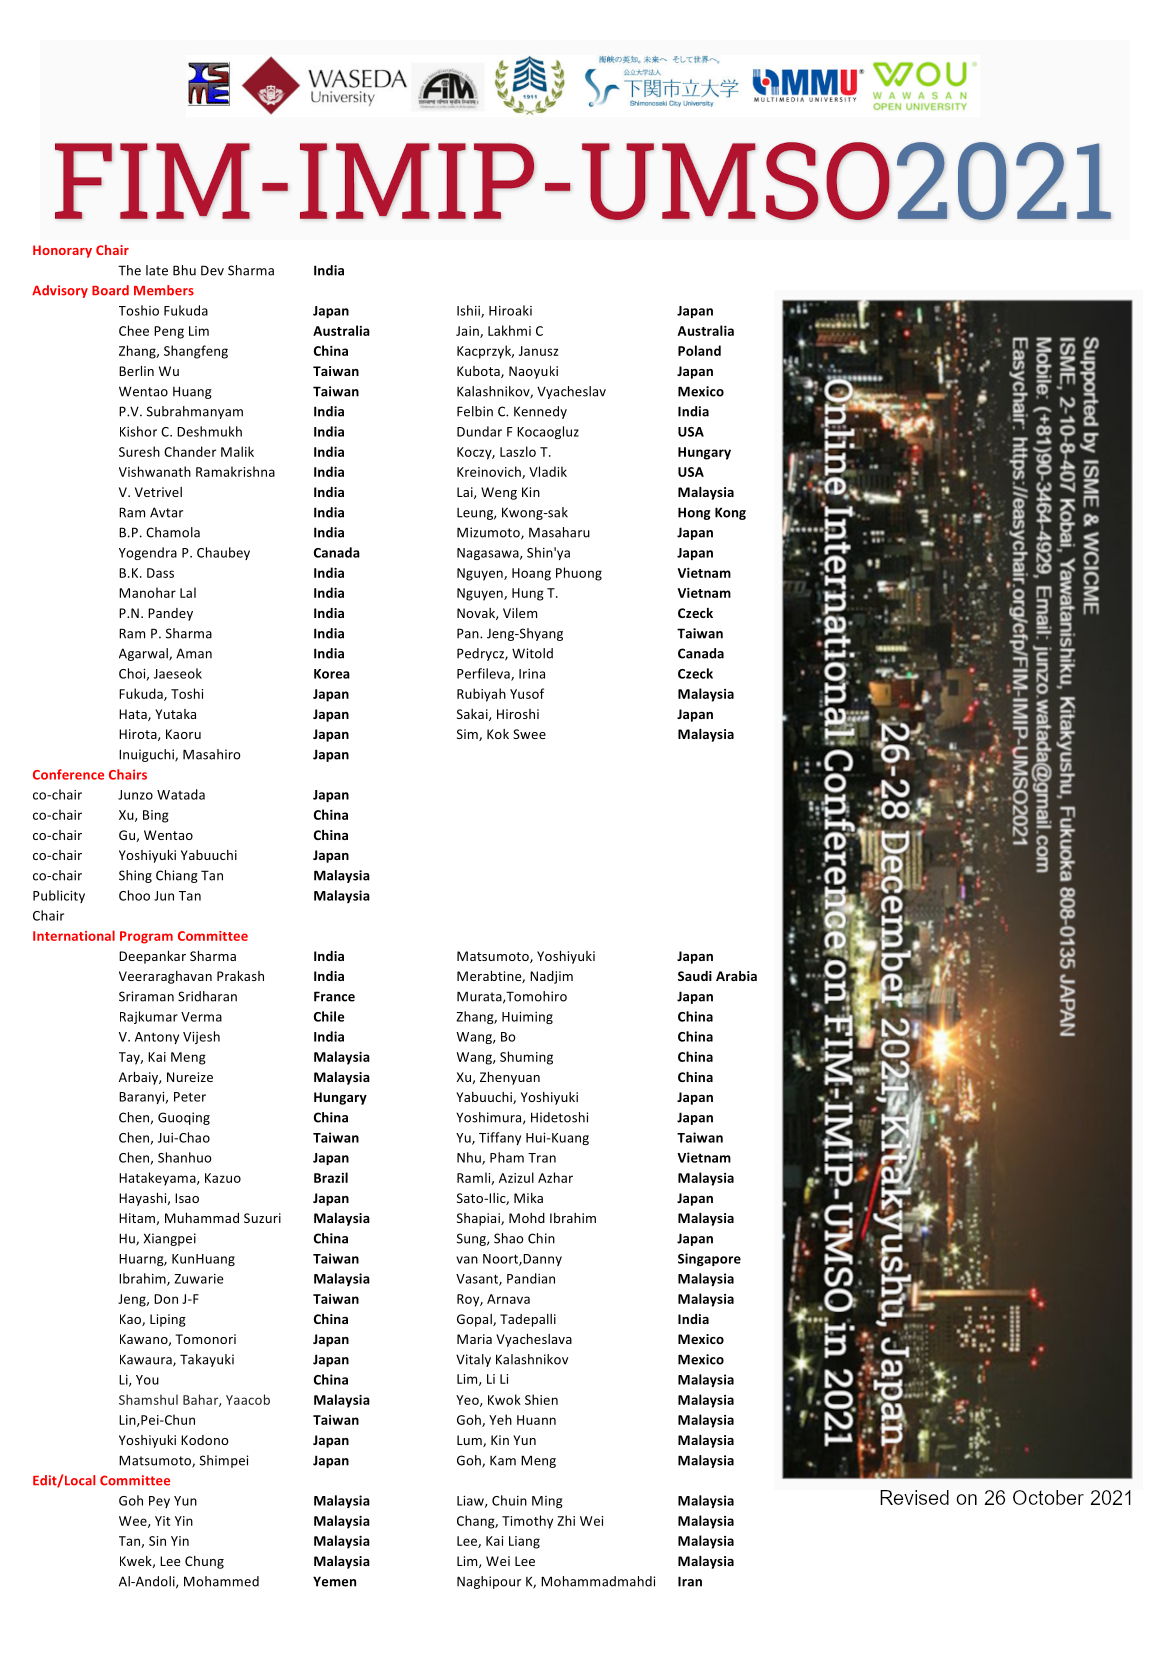 ISME
WASEDA
University
FIM
1911
海峡の英知。未来へ そして世界へ。
公立大学法人
下関市立大学
Shimonoseki City University
MMU
MULTIMEDIA UNIVERSITY
WOU
WAWASAN
OPEN UNIVERSITY
FIM-IMIP-UMSO2021
Honorary Chair
The late Bhu Dev Sharma India
Advisory Board Members
Toshio Fukuda Japan Ishii, Hiroaki Japan
Chee Peng Lim Australia Jain, Lakhmi C Australia
Zhang, Shangfeng China Kacprzyk, Janusz Poland
Berlin Wu Taiwan Kubota, Naoyuki Japan
Wentao Huang Taiwan Kalashnikov, Vyacheslav Mexico
P.V. Subrahmanyam India Felbin C. Kennedy India
Kishor C. Deshmukh India Dundar F Kocaogluz USA
Suresh Chander Malik India Koczy, Laszlo T. Hungary
Vishwanath Ramakrishna India Kreinovich, Vladik USA
V. Vetrivel India Lai, Weng Kin Malaysia
Ram Avtar India Leung, Kwong-sak Hong Kong
B.P. Chamola India Mizumoto, Masaharu Japan
Yogendra P. Chaubey Canada Nagasawa, Shin'ya Japan
B.K. Dass India Nguyen, Hoang Phuong Vietnam
Manohar Lal India Nguyen, Hung T. Vietnam
P.N. Pandey India Novak, Vilem Czeck
Ram P. Sharma India Pan. Jeng-Shyang Taiwan
Agarwal, Aman India Pedrycz, Witold Canada
Choi, Jaeseok Korea Perfileva, Irina Czeck
Fukuda, Toshi Japan Rubiyah Yusof Malaysia
Hata, Yutaka Japan Sakai, Hiroshi Japan
Hirota, Kaoru Japan Sim, Kok Swee Malaysia
Inuiguchi, Masahiro Japan
Conference Chairs
co-chair Junzo Watada Japan
co-chair Xu, Bing China
co-chair Gu, Wentao China
co-chair Yoshiyuki Yabuuchi Japan
co-chair Shing Chiang Tan Malaysia
Publicity Choo Jun Tan Malaysia
Chair
International Program Committee
Deepankar Sharma India Matsumoto, Yoshiyuki Japan
Veeraraghavan Prakash India Merabtine, Nadjim Saudi Arabia
Sriraman Sridharan France Murata,Tomohiro Japan
Rajkumar Verma Chile Zhang, Huiming China
V. Antony Vijesh India Wang, Bo China
Tay, Kai Meng Malaysia Wang, Shuming China
Arbaiy, Nureize Malaysia Xu, Zhenyuan China
Baranyi, Peter Hungary Yabuuchi, Yoshiyuki Japan
Chen, Guoqing China Yoshimura, Hidetoshi Japan
Chen, Jui-Chao Taiwan Yu, Tiffany Hui-Kuang Taiwan
Chen, Shanhuo Japan Nhu, Pham Tran Vietnam
Hatakeyama, Kazuo Brazil Ramli, Azizul Azhar Malaysia
Hayashi, Isao Japan Sato-Ilic, Mika Japan
Hitam, Muhammad Suzuri Malaysia Shapiai, Mohd Ibrahim Malaysia
Hu, Xiangpei China Sung, Shao Chin Japan
Huarng, KunHuang Taiwan van Noort,Danny Singapore
Ibrahim, Zuwarie Malaysia Vasant, Pandian Malaysia
Jeng, Don J-F Taiwan Roy, Arnava Malaysia
Kao, Liping China Gopal, Tadepalli India
Kawano, Tomonori Japan Maria Vyacheslava Mexico
Kawaura, Takayuki Japan Vitaly Kalashnikov Mexico
Li, You China Lim, Li Li Malaysia
Shamshul Bahar, Yaacob Malaysia Yeo, Kwok Shien Malaysia
Lin,Pei-Chun Taiwan Goh, Yeh Huann Malaysia
Yoshiyuki Kodono Japan Lum, Kin Yun Malaysia
Matsumoto, Shimpei Japan Goh, Kam Meng Malaysia
Edit/Local Committee
Goh Pey Yun Malaysia Liaw, Chuin Ming Malaysia
Wee, Yit Yin Malaysia Chang, Timothy Zhi Wei Malaysia
Tan, Sin Yin Malaysia Lee, Kai Liang Malaysia
Kwek, Lee Chung Malaysia Lim, Wei Lee Malaysia
Al-Andoli, Mohammed Yemen Naghipour K, Mohammadmahdi Iran
Supported by ISME & WCICME
ISME, 2-10-8-407 Kobai, Yawatanishiku, Kitakyushu, Fukuoka 808-0135 JAPAN
Mobile: (+81)90-3464-4929, Email: junzo.watada@gmail.com
Easychair: https://easychair.org/cfp/FIM-IMIP-UMSO2021
26-28 December 2021, Kitakyushu, Japan
Online International Conference on FIM-IMIP-UMSO in 2021
Revised on 26 October 2021